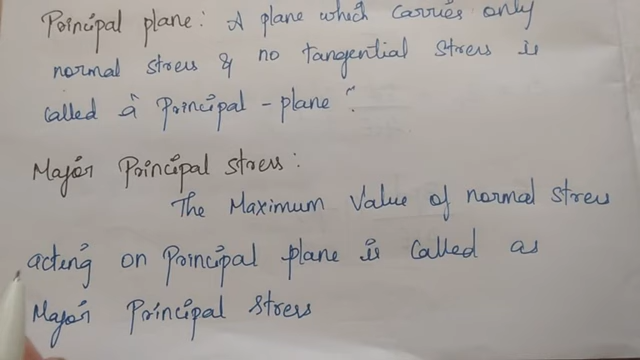 Principal plane: A plane which carries only
normal stress & no tangential stress is
called a "Principal-plane".
Major Principal stress:
The Maximum Value of normal stress
acting on Principal plane is called as
Major Principal stress